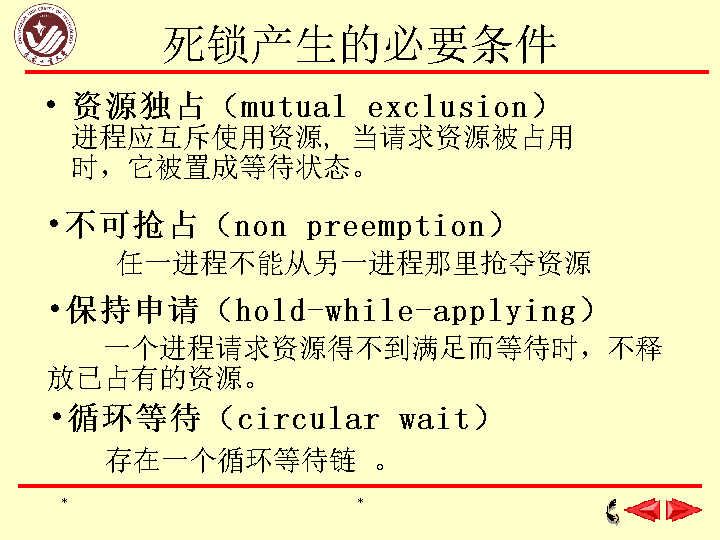 死锁产生的必要条件
• 资源独占（mutual exclusion）
进程应互斥使用资源, 当请求资源被占用
时，它被置成等待状态。
•不可抢占（non preemption）
任一进程不能从另一进程那里抢夺资源
•保持申请（hold-while-applying）
一个进程请求资源得不到满足而等待时，不释
放已占有的资源。
•循环等待（circular wait）
存在一个循环等待链 。
* *